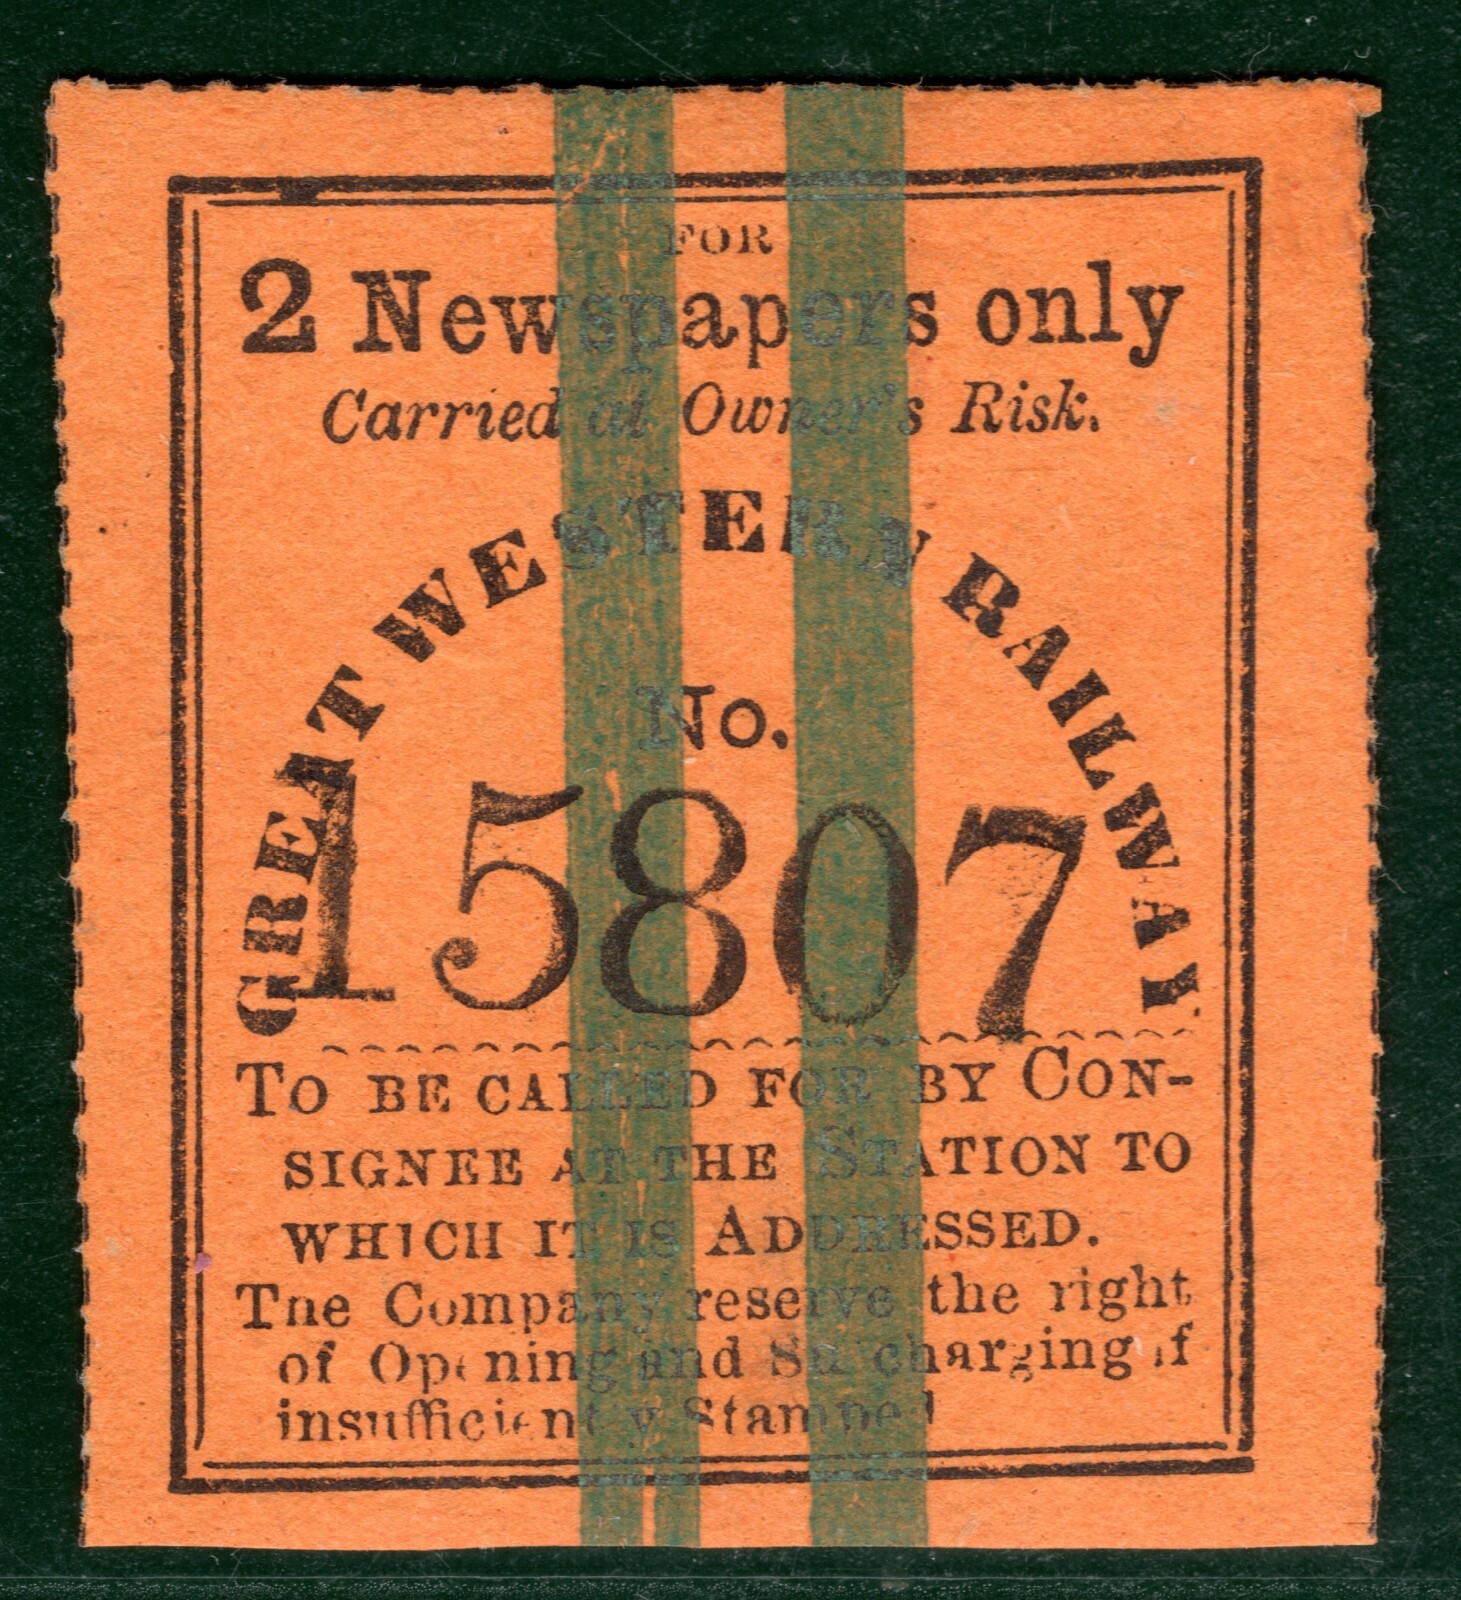 FOR
2 Newspapers only
Carried at Owner's Risk.
GREAT WESTERN RAILWAY
No.
15807
TO BE CALLED FOR BY CON-
SIGNEE AT THE STATION TO
WHICH IT IS ADDRESSED.
The Company reserve the right
of Opening and Surcharging if
insufficiently Stamped